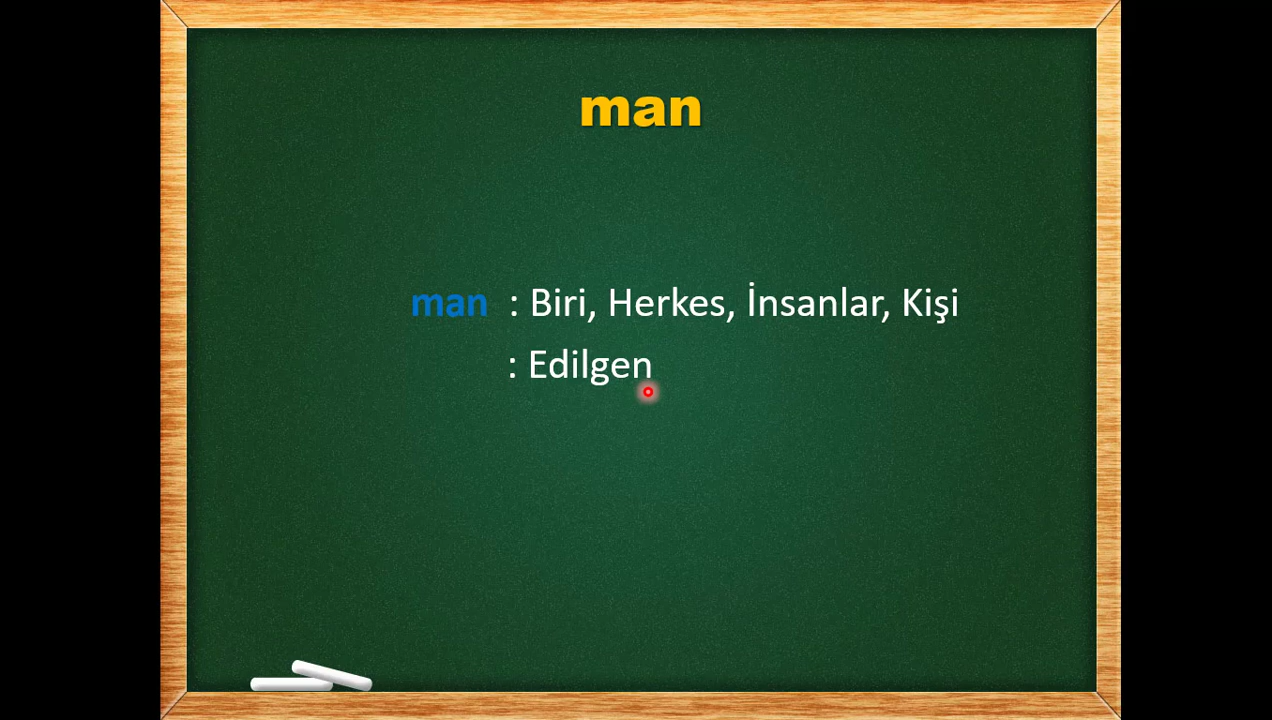 man
man : Biri, Herkes, İnsanlar, Kişi
: Edilgen